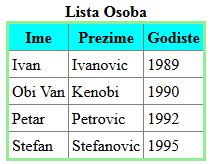 Lista Osoba
Ime Prezime Godiste
Ivan Ivanovic 1989
Obi Van Kenobi 1990
Petar Petrovic 1992
Stefan Stefanovic 1995